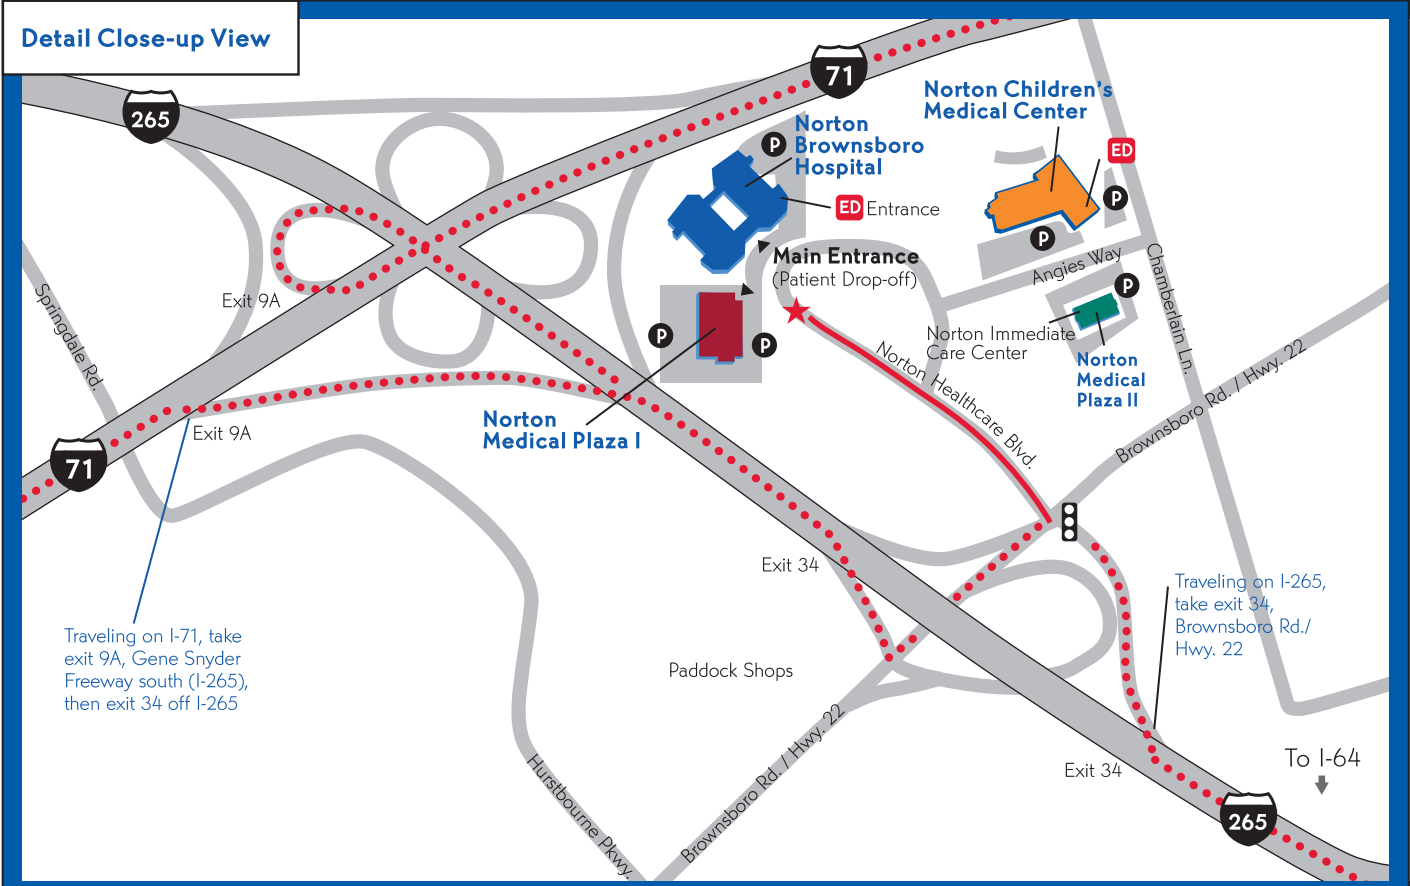 Detail Close-up View
71
265
Norton Children's
Medical Center
P
Norton
Brownsboro
Hospital
ED
P
ED Entrance
P
Main Entrance
(Patient Drop-off)
Angies Way
Chamberlain Ln.
Exit 9A
Springdale Rd.
P
P
P
Norton Immediate
Care Center
Norton
Medical
Plaza II
Norton Healthcare Blvd.
Brownsboro Rd. / Hwy. 22
Norton
Medical Plaza I
Exit 9A
71
Exit 34
Traveling on I-265,
take exit 34,
Brownsboro Rd./
Hwy. 22
Traveling on I-71, take
exit 9A, Gene Snyder
Freeway south (I-265),
then exit 34 off I-265
Paddock Shops
Brownsboro Rd. / Hwy. 22
Hurstbourne Pkwy.
Exit 34
To I-64
265